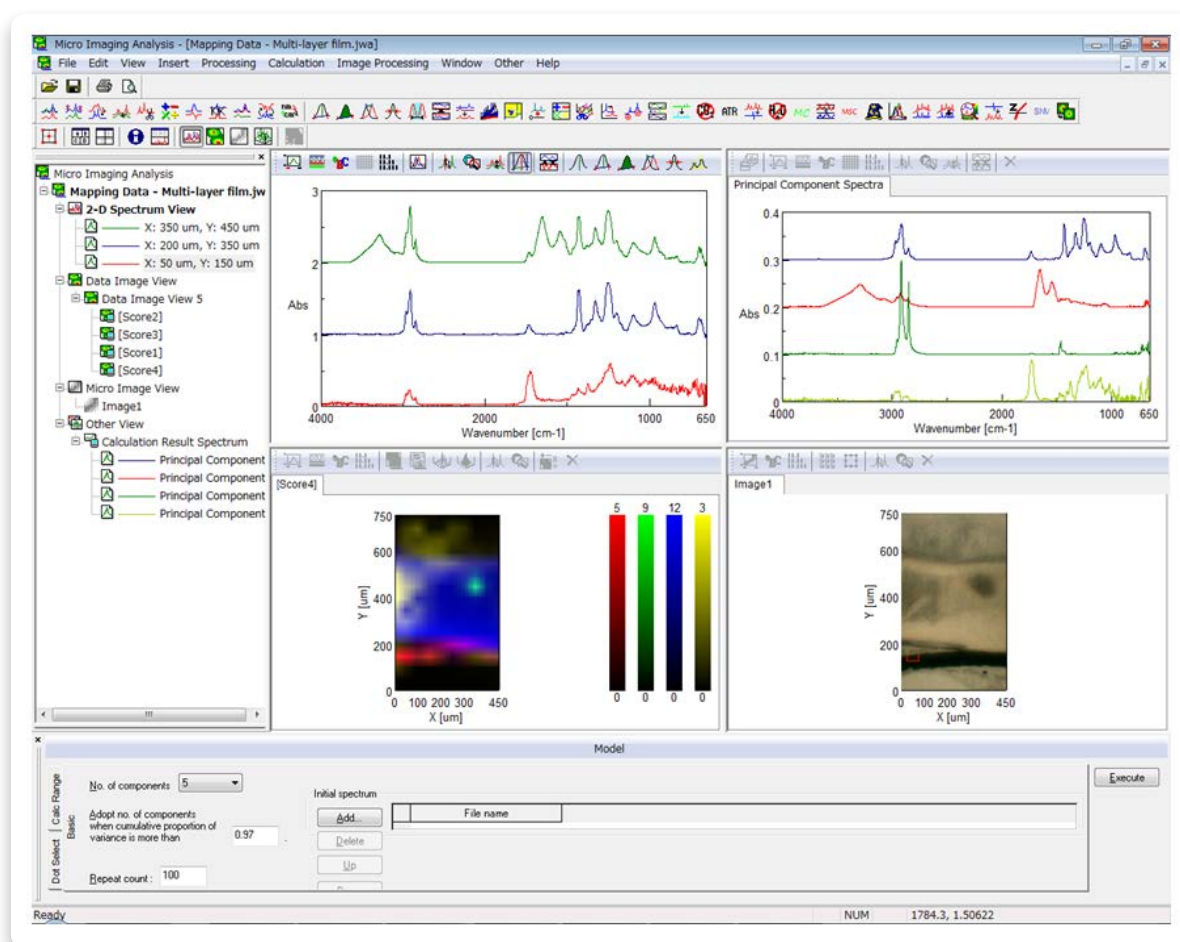 Micro Imaging Analysis - [Mapping Data - Multi-layer film.jwa]
File Edit View Insert Processing Calculation Image Processing Window Other Help
ATR
MC
MSC
SNV
Micro Imaging Analysis
Mapping Data - Multi-layer film.jw
2-D Spectrum View
X: 350 um, Y: 450 um
X: 200 um, Y: 350 um
X: 50 um, Y: 150 um
Data Image View
Data Image View 5
[Score2]
[Score3]
[Score1]
[Score4]
Micro Image View
Image1
Other View
Calculation Result Spectrum
Principal Component
Principal Component
Principal Component
Principal Component
3
2
Abs
1
0
4000 2000 1000 650
Wavenumber [cm-1]
Principal Component Spectra
0.4
0.3
Abs 0.2
0.1
0
4000 3000 2000 1000 650
Wavenumber [cm-1]
[Score4]
750
600
400
200
0
Y [um]
0 100 200 300 450
X [um]
5 9 12 3
0 0 0 0
Image1
750
600
400
200
0
Y [um]
0 100 200 300 450
X [um]
Model
Dot Select Calc Range
Basic
No. of components 5
Adopt no. of components
when cumulative proportion of
variance is more than 0.97 .
Repeat count : 100
Initial spectrum
Add...
Delete
Up
File name
Execute
Ready
NUM 1784.3, 1.50622